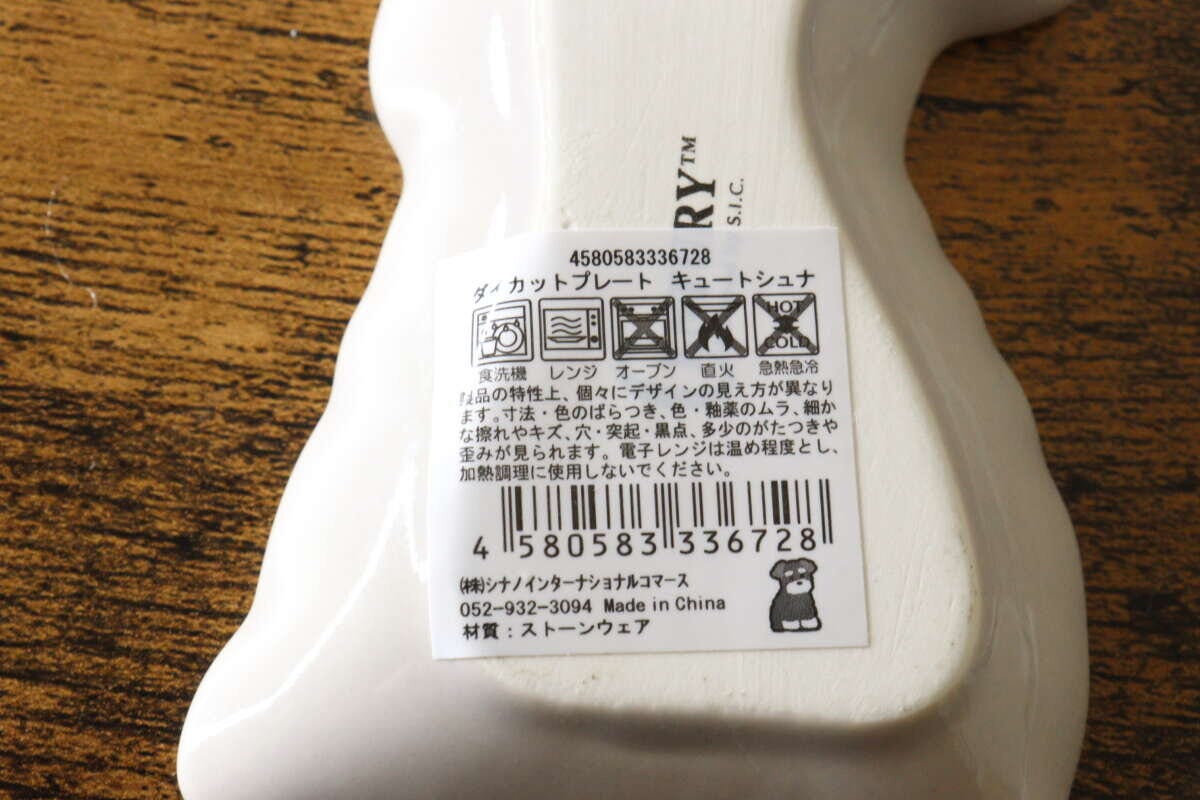 RY™
S.I.C.
4580583336728
ダイカットプレート キュートシュナ
HOT
COLD
食洗機 レンジ オーブン 直火 急熱急冷
製品の特性上、個々にデザインの見え方が異なり
ます。寸法・色のばらつき、色・釉薬のムラ、細か
な擦れやキズ、穴・突起・黒点、多少のがたつきや
歪みが見られます。電子レンジは温め程度とし、
加熱調理に使用しないでください。
4 580583 336728
㈱シナノインターナショナルコマース
052-932-3094 Made in China
材質：ストーンウェア